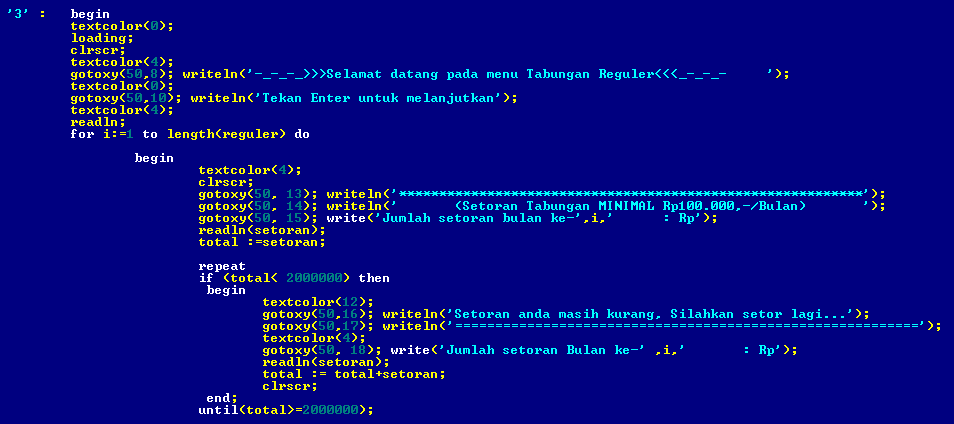 '3' :   begin
        textcolor(0);
        loading;
        clrscr;
        textcolor(4);
        gotoxy(50,8); writeln('-_-_-_>>>Selamat datang pada menu Tabungan Reguler<<<_-_-_-     ');
        textcolor(0);
        gotoxy(50,10); writeln('Tekan Enter untuk melanjutkan');
        textcolor(4);
        readln;
        for i:=1 to length(reguler) do
                begin
                        textcolor(4);
                        clrscr;
                        gotoxy(50, 13); writeln('**********************************************************');
                        gotoxy(50, 14); writeln('       (Setoran Tabungan MINIMAL Rp100.000,-/Bulan)       ');
                        gotoxy(50, 15); write('Jumlah setoran bulan ke-',i,'      : Rp');
                        readln(setoran);
                        total :=setoran;
                        repeat
                        if (total< 2000000) then
                         begin
                                textcolor(12);
                                gotoxy(50,16); writeln('Setoran anda masih kurang, Silahkan setor lagi...');
                                gotoxy(50,17); writeln('==========================================================');
                                textcolor(4);
                                gotoxy(50, 18); write('Jumlah setoran Bulan ke-' ,i,'       : Rp');
                                readln(setoran);
                                total := total+setoran;
                                clrscr;
                         end;
                        until(total>=2000000);